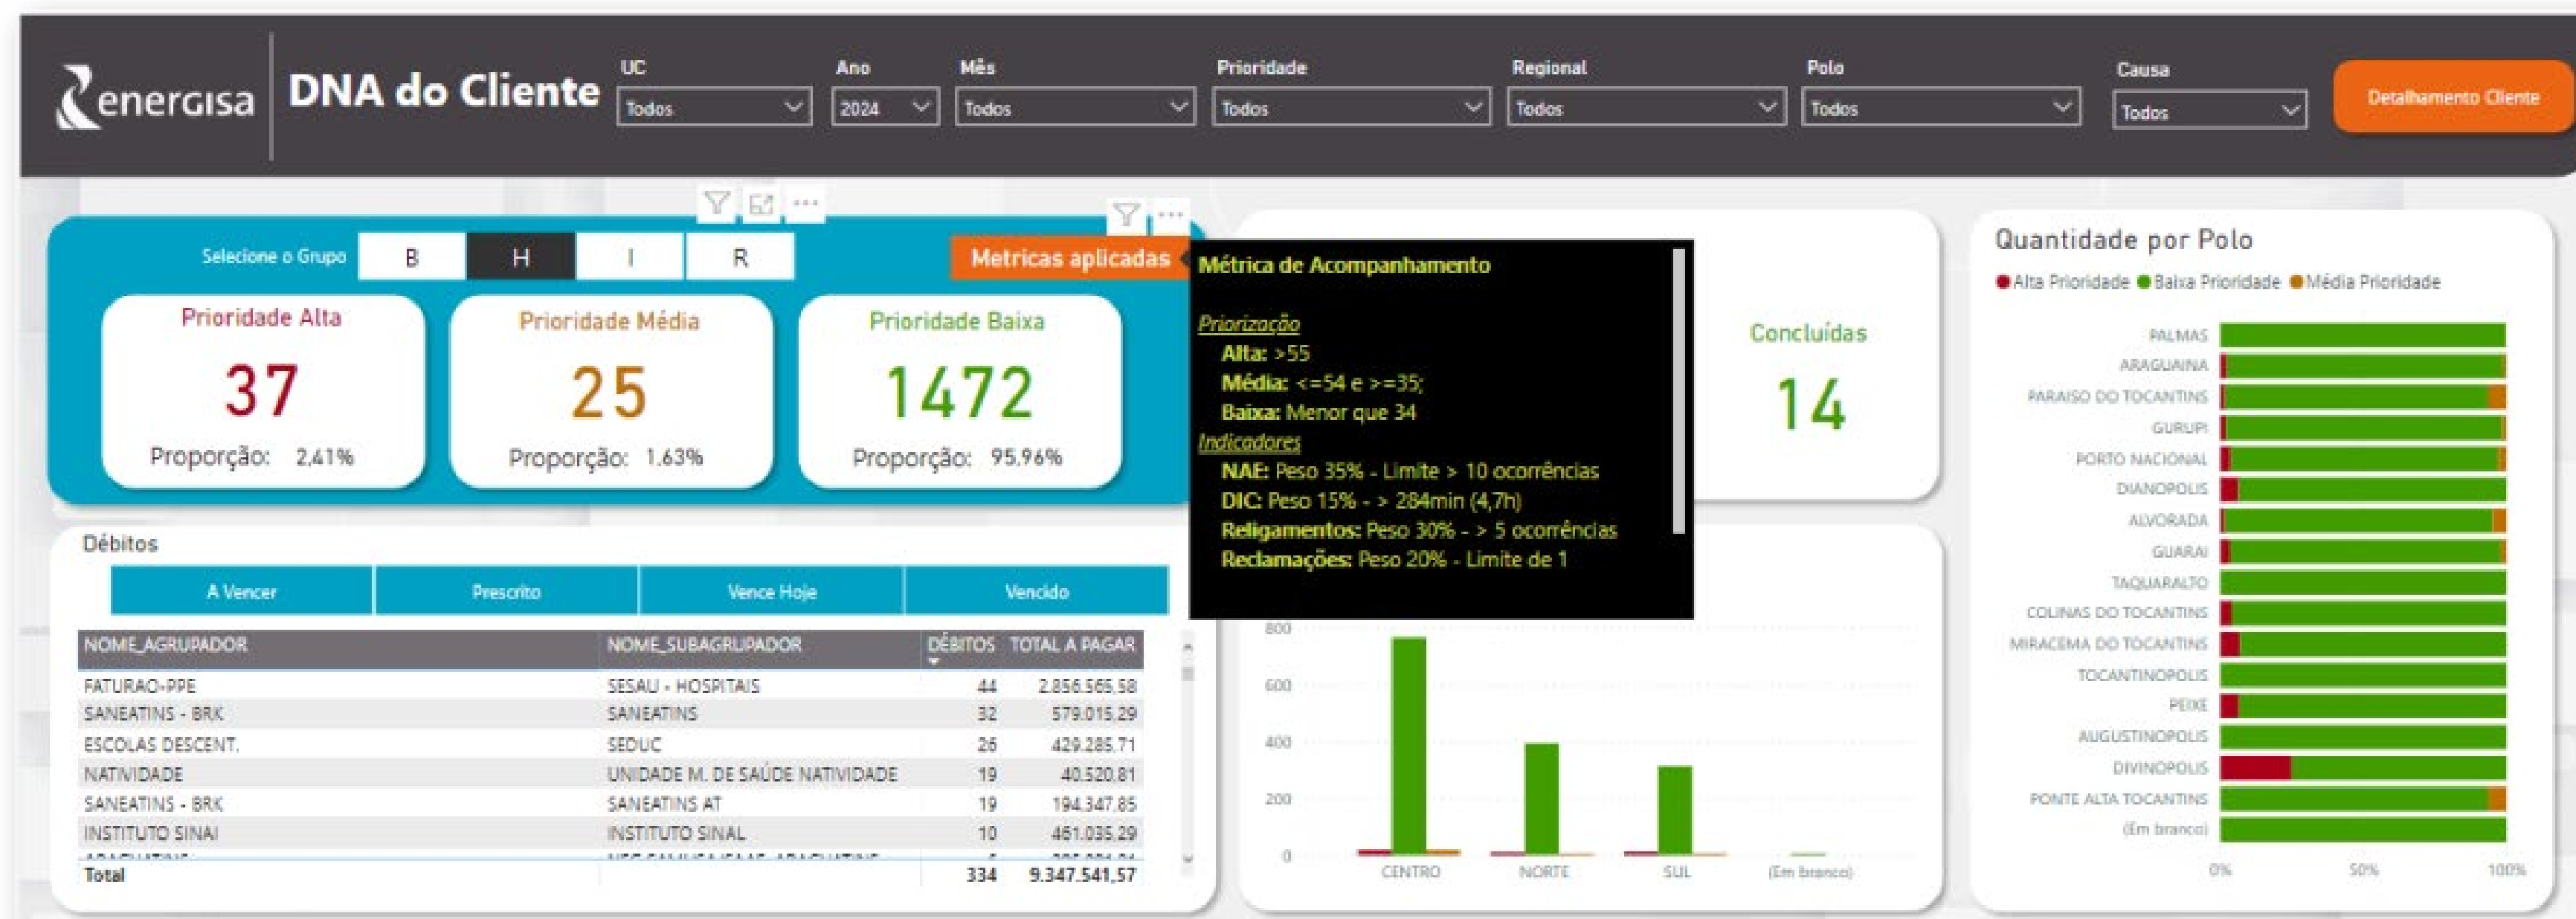 energisa
DNA do Cliente
UC
Todos
Ano
2024
Mês
Todos
Prioridade
Todos
Regional
Todos
Polo
Todos
Causa
Todos
Detalhamento Cliente
Selecione o Grupo
B
H
I
R
Metricas aplicadas
Prioridade Alta
37
Proporção: 2,41%
Prioridade Média
25
Proporção: 1,63%
Prioridade Baixa
1472
Proporção: 95,96%
Métrica de Acompanhamento
Priorização
Alta: >55
Média: <=54 e >=35;
Baixa: Menor que 34
Indicadores
NAE: Peso 35% - Limite > 10 ocorrências
DIC: Peso 15% - > 284min (4,7h)
Religamentos: Peso 30% - > 5 ocorrências
Reclamações: Peso 20% - Limite de 1
Concluídas
14
Débitos
A Vencer
Prescrito
Vence Hoje
Vencido
NOME_AGRUPADOR NOME_SUBAGRUPADOR DÉBITOS TOTAL A PAGAR
FATURAO-PPE SESAU - HOSPITAIS 44 2.856.565,58
SANEATINS - BRK SANEATINS 32 579.015,29
ESCOLAS DESCENT. SEDUC 26 429.285,71
NATIVIDADE UNIDADE M. DE SAÚDE NATIVIDADE 19 40.520,81
SANEATINS - BRK SANEATINS AT 19 194.347,85
INSTITUTO SINAI INSTITUTO SINAL 10 461.035,29
Total 334 9.347.541,57
800
600
400
200
0
CENTRO
NORTE
SUL
(Em branco)
Quantidade por Polo
Alta Prioridade Baixa Prioridade Média Prioridade
PALMAS
ARAGUAINA
PARAISO DO TOCANTINS
GURUPI
PORTO NACIONAL
DIANOPOLIS
ALVORADA
GUARAI
TAQUARALTO
COLINAS DO TOCANTINS
MIRACEMA DO TOCANTINS
TOCANTINOPOLIS
PEIXE
AUGUSTINOPOLIS
DIVINOPOLIS
PONTE ALTA TOCANTINS
(Em branco)
0%
50%
100%